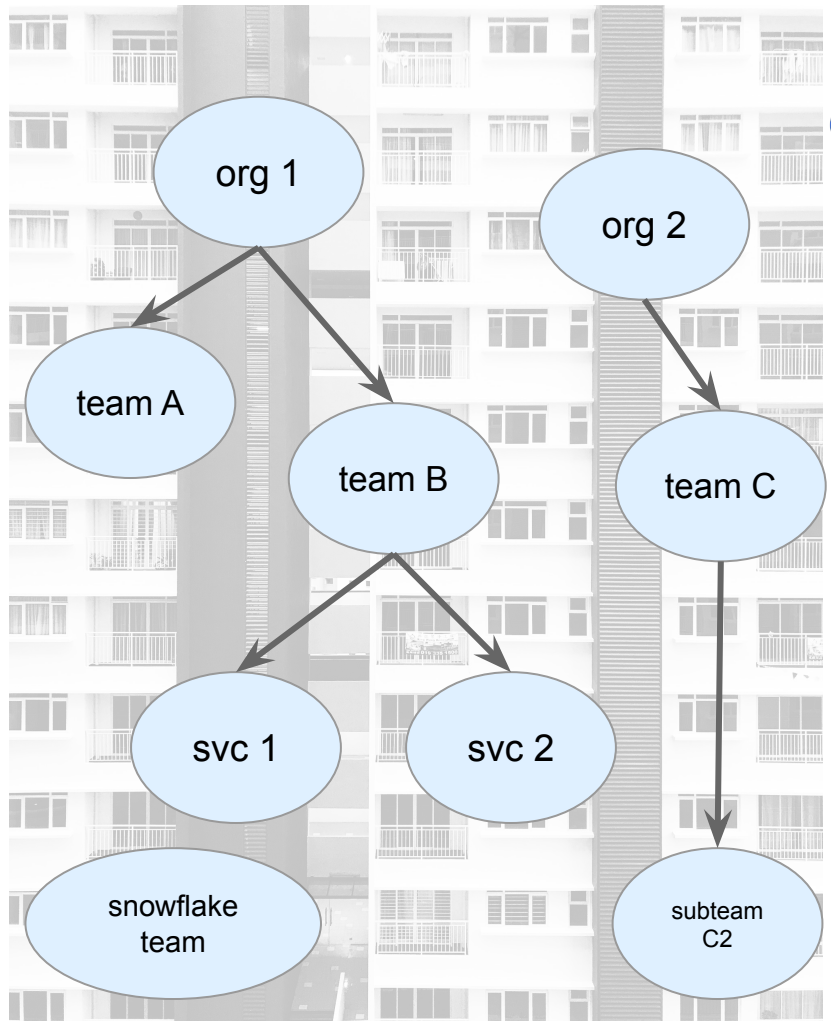 org 1
org 2
team A
team B
team C
svc 1
svc 2
snowflake
team
subteam
C2